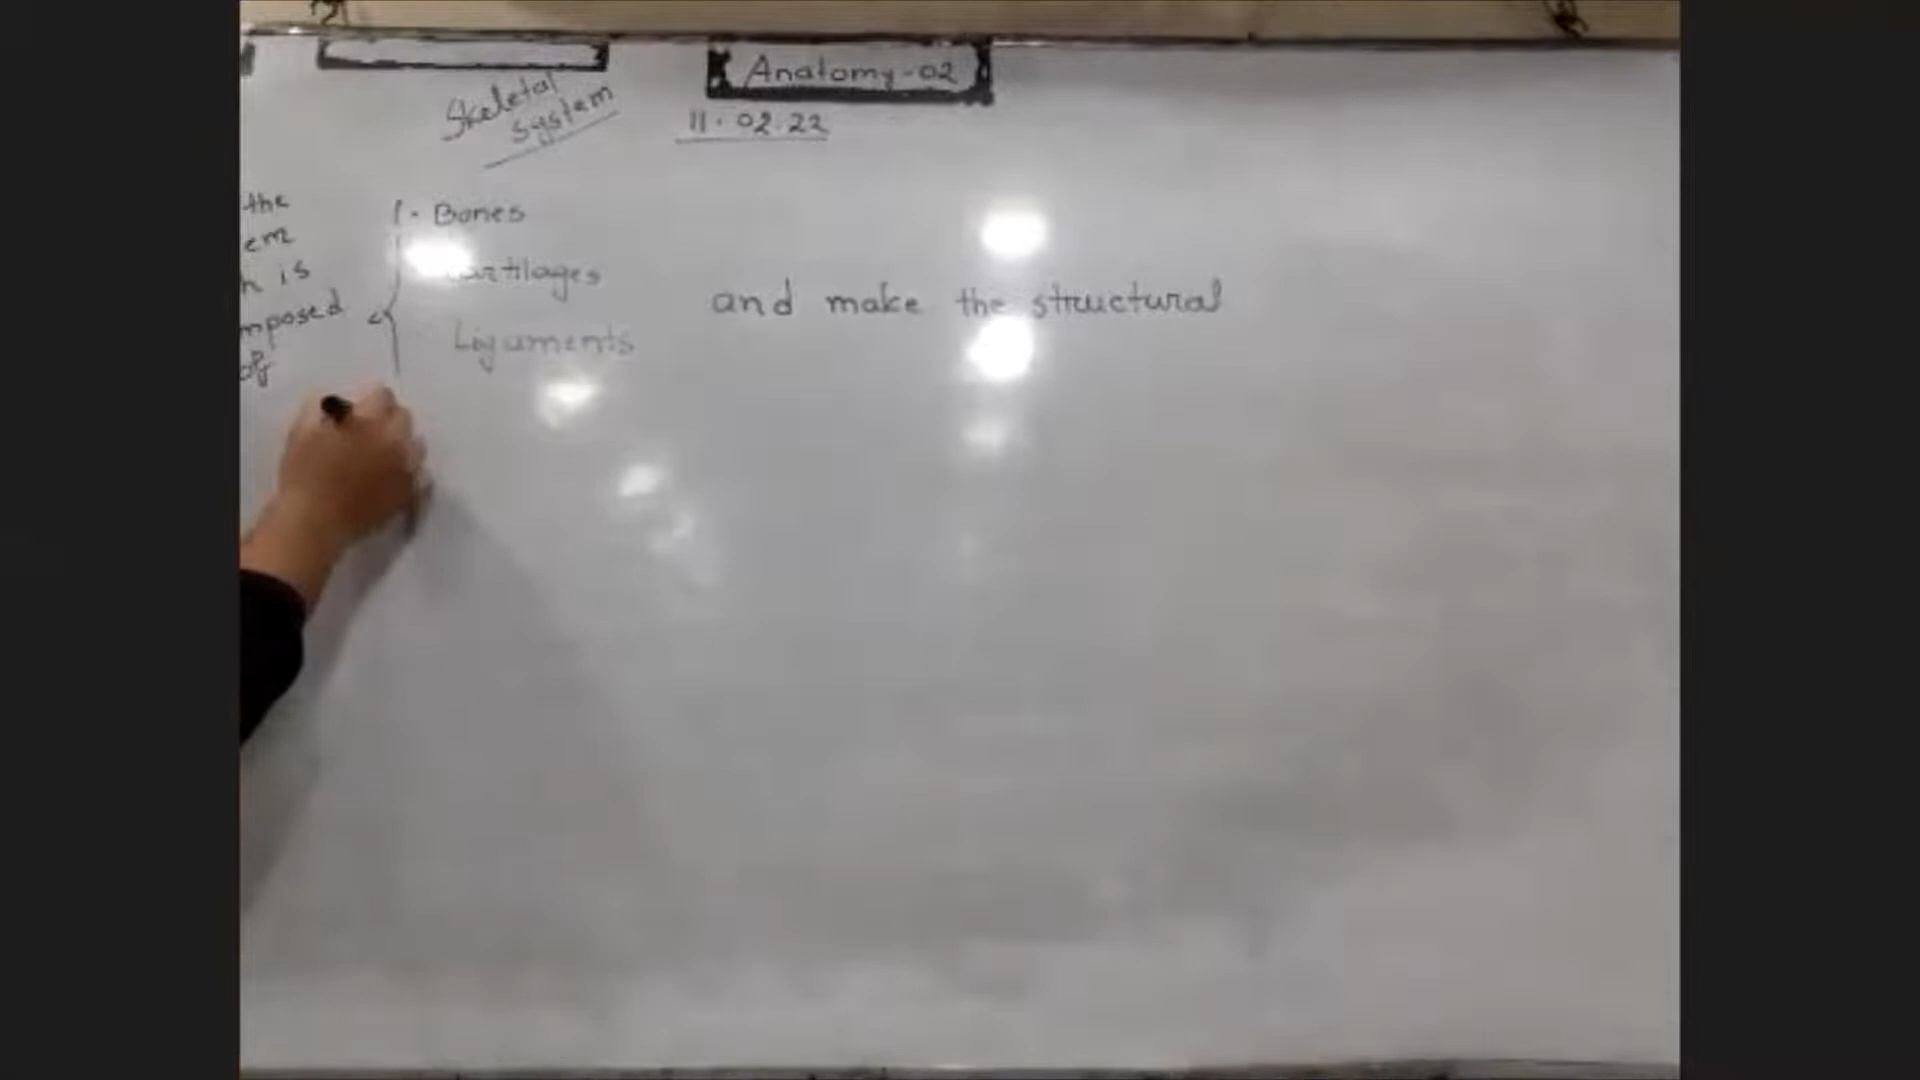 Anatomy-02
Skeletal
system
11.02.22
the
em
h is
mposed
of
1. Bones
artilages
Ligaments
and make the structural